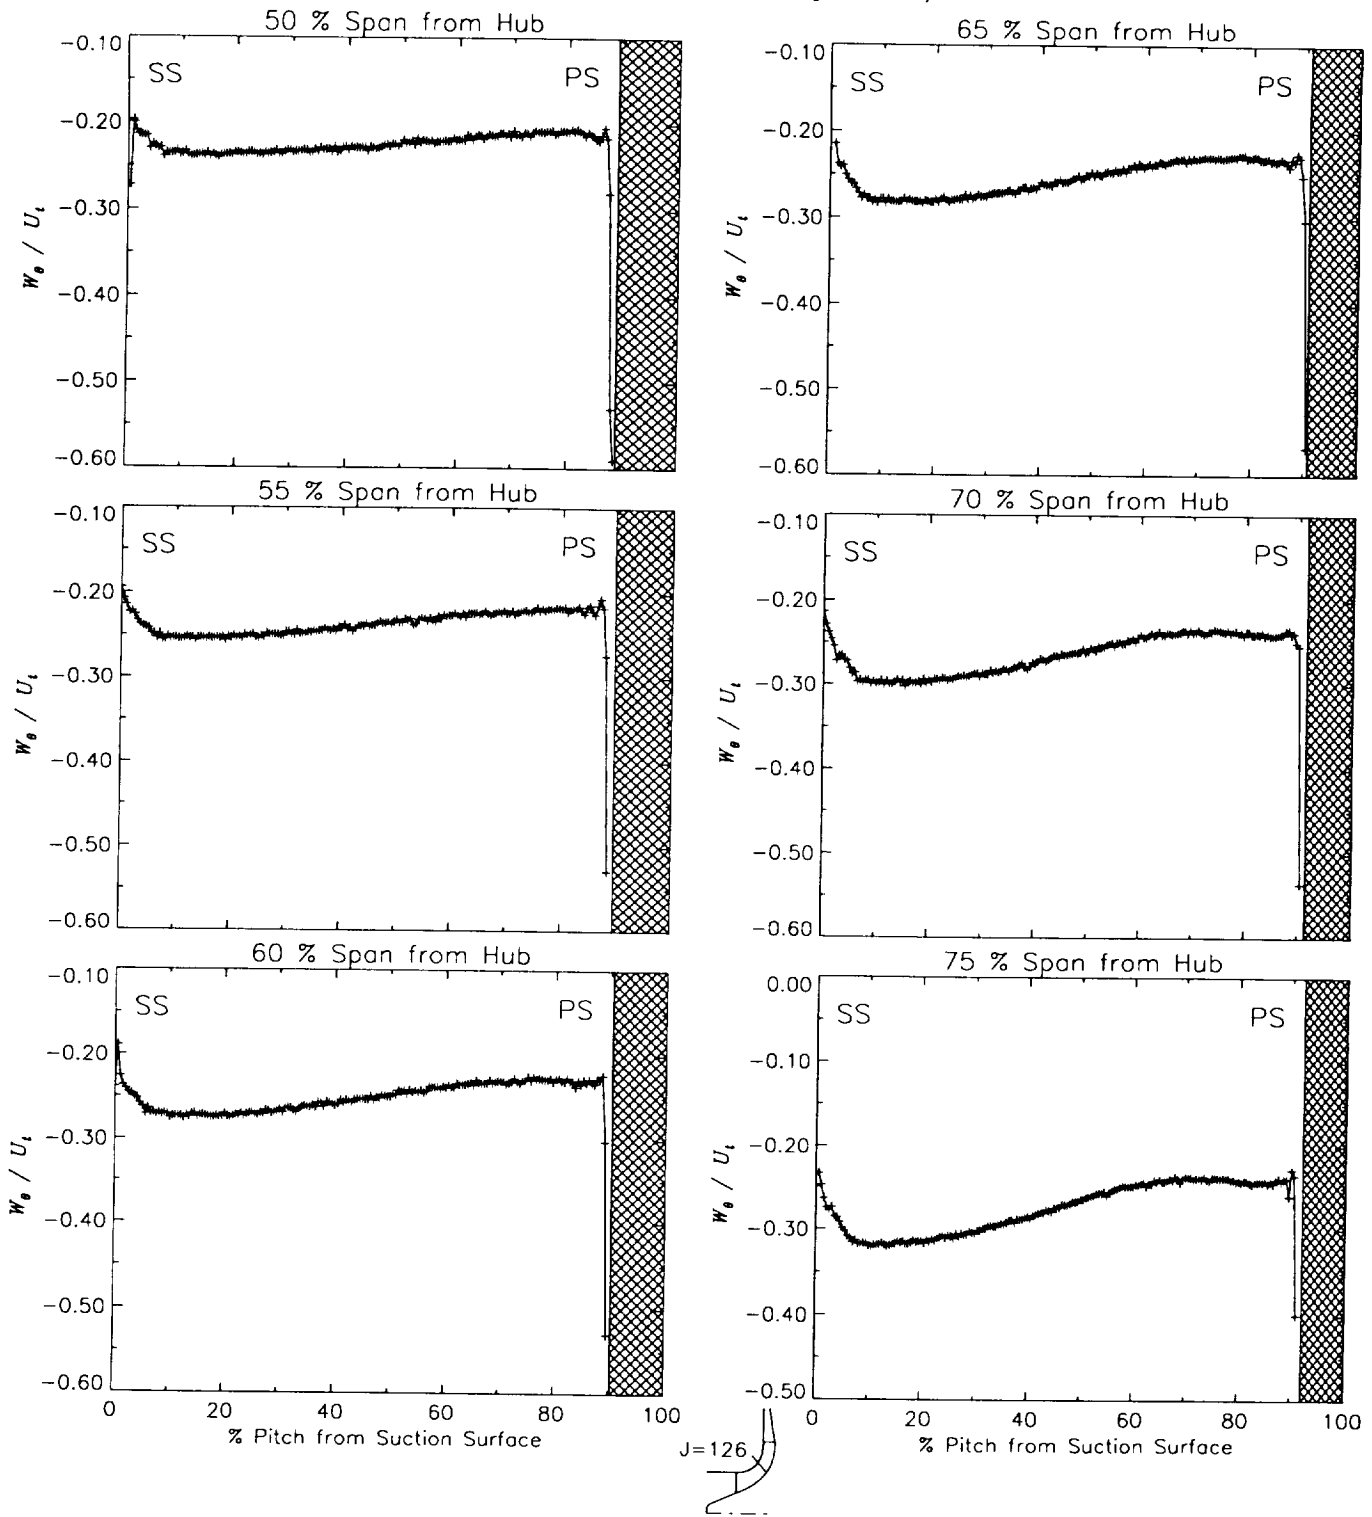 50 % Span from Hub
-0.10
-0.20
-0.30
-0.40
-0.50
-0.60
W_θ / U_t
SS
PS
55 % Span from Hub
-0.10
-0.20
-0.30
-0.40
-0.50
-0.60
W_θ / U_t
SS
PS
60 % Span from Hub
-0.10
-0.20
-0.30
-0.40
-0.50
-0.60
W_θ / U_t
SS
PS
0 20 40 60 80 100
% Pitch from Suction Surface
65 % Span from Hub
-0.10
-0.20
-0.30
-0.40
-0.50
-0.60
W_θ / U_t
SS
PS
70 % Span from Hub
-0.10
-0.20
-0.30
-0.40
-0.50
-0.60
W_θ / U_t
SS
PS
75 % Span from Hub
0.00
-0.10
-0.20
-0.30
-0.40
-0.50
W_θ / U_t
SS
PS
0 20 40 60 80 100
% Pitch from Suction Surface
J=126